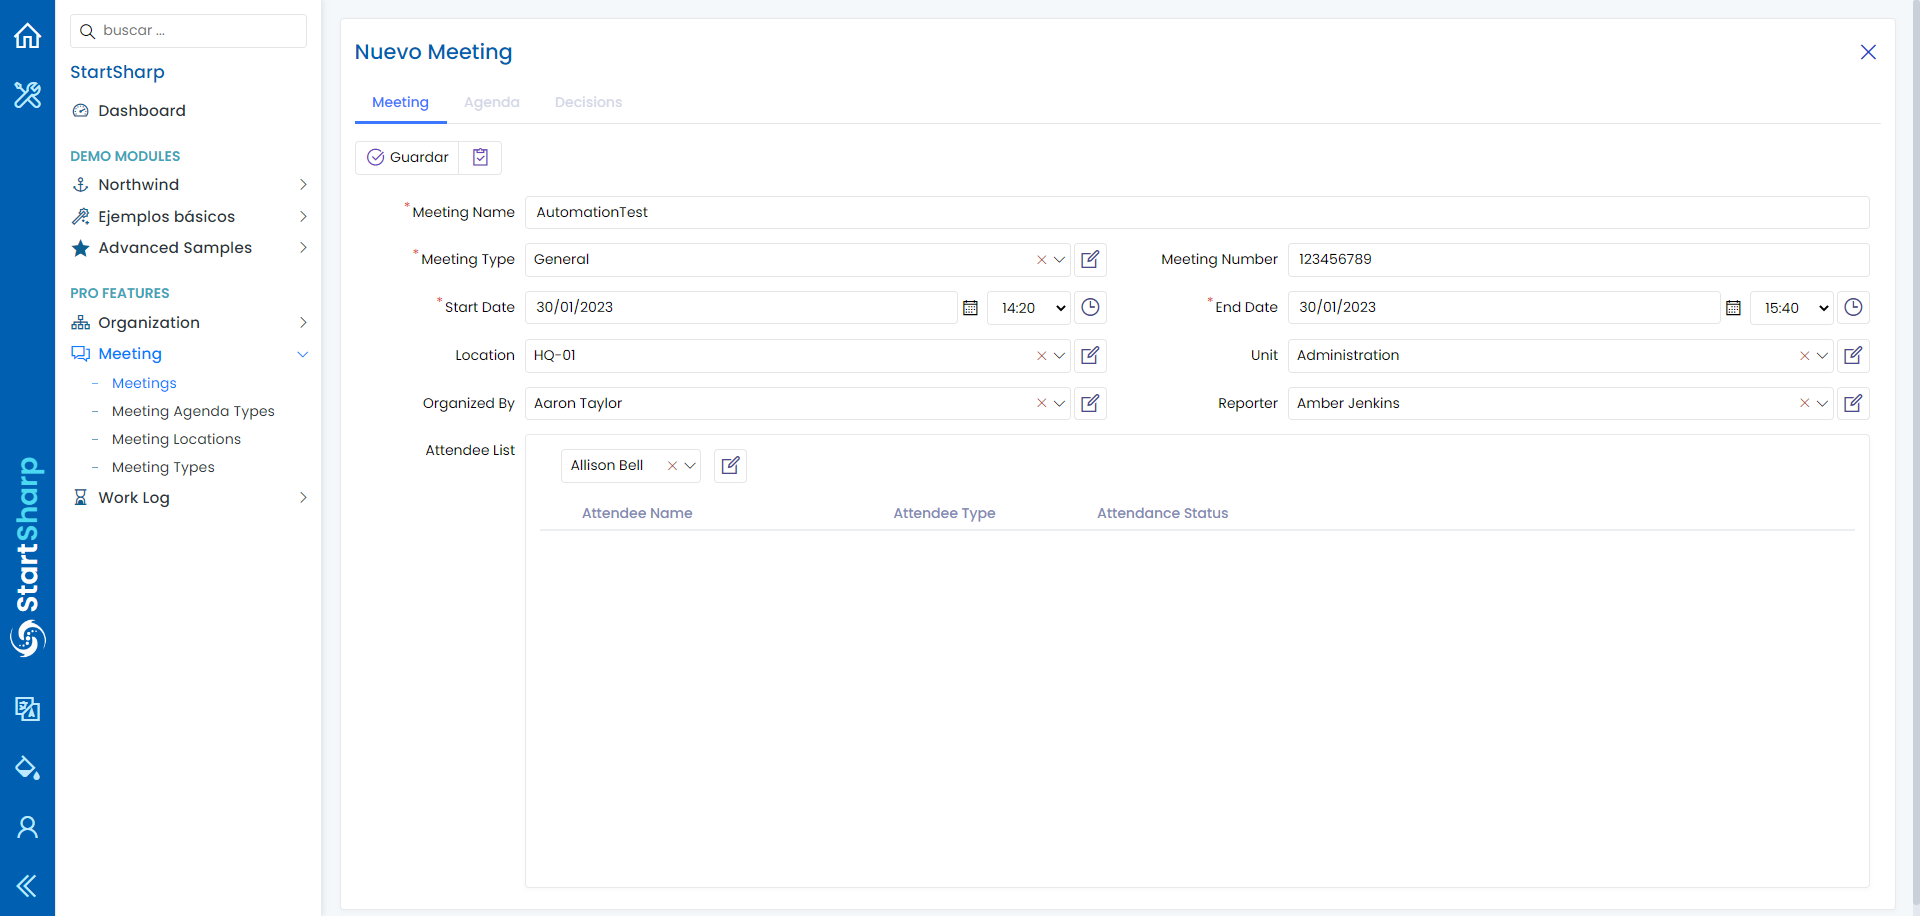 buscar ...
StartSharp
Dashboard
DEMO MODULES
Northwind
Ejemplos básicos
Advanced Samples
PRO FEATURES
Organization
Meeting
Meetings
Meeting Agenda Types
Meeting Locations
Meeting Types
Work Log
StartSharp
Nuevo Meeting
Meeting Agenda Decisions
Guardar
*Meeting Name AutomationTest
*Meeting Type General Meeting Number 123456789
*Start Date 30/01/2023 14:20 *End Date 30/01/2023 15:40
Location HQ-01 Unit Administration
Organized By Aaron Taylor Reporter Amber Jenkins
Attendee List Allison Bell
Attendee Name Attendee Type Attendance Status